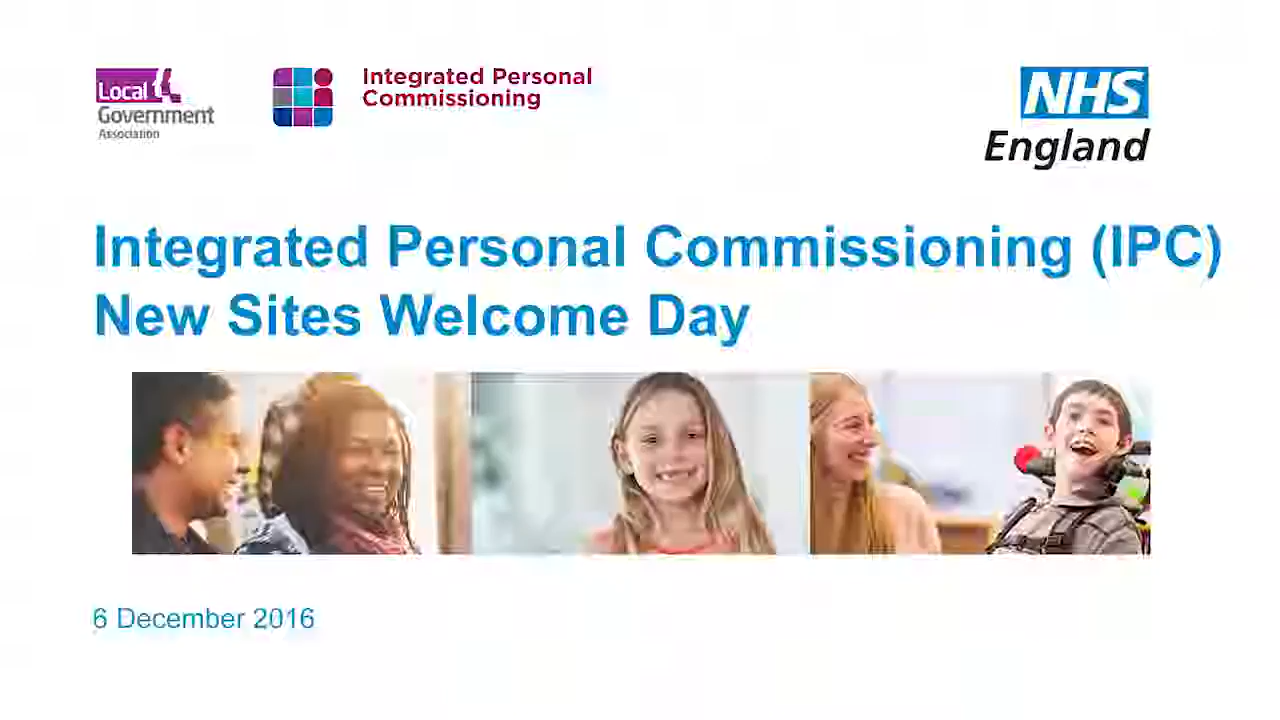 Local
Government
Association
Integrated Personal
Commissioning
NHS
England
Integrated Personal Commissioning (IPC)
New Sites Welcome Day
6 December 2016